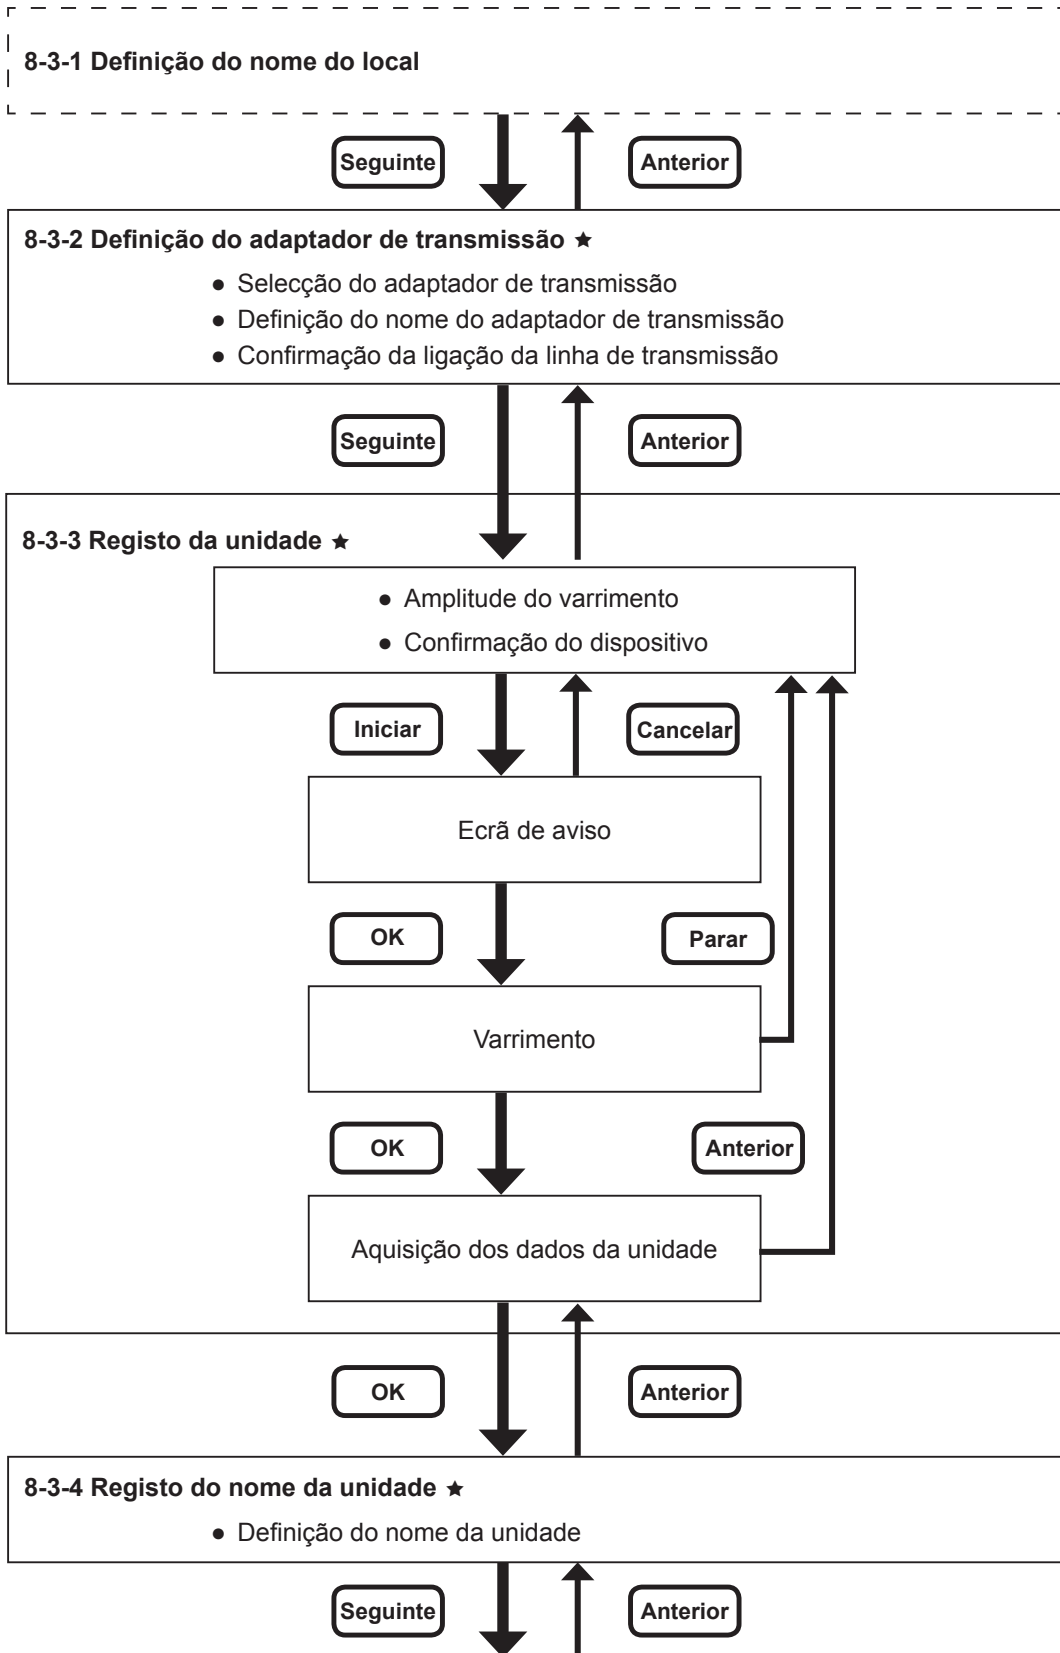 8-3-1 Definição do nome do local
Seguinte
Anterior
8-3-2 Definição do adaptador de transmissão ★
● Selecção do adaptador de transmissão
● Definição do nome do adaptador de transmissão
● Confirmação da ligação da linha de transmissão
Seguinte
Anterior
8-3-3 Registo da unidade ★
● Amplitude do varrimento
● Confirmação do dispositivo
Iniciar
Cancelar
Ecrã de aviso
OK
Parar
Varrimento
OK
Anterior
Aquisição dos dados da unidade
OK
Anterior
8-3-4 Registo do nome da unidade ★
● Definição do nome da unidade
Seguinte
Anterior